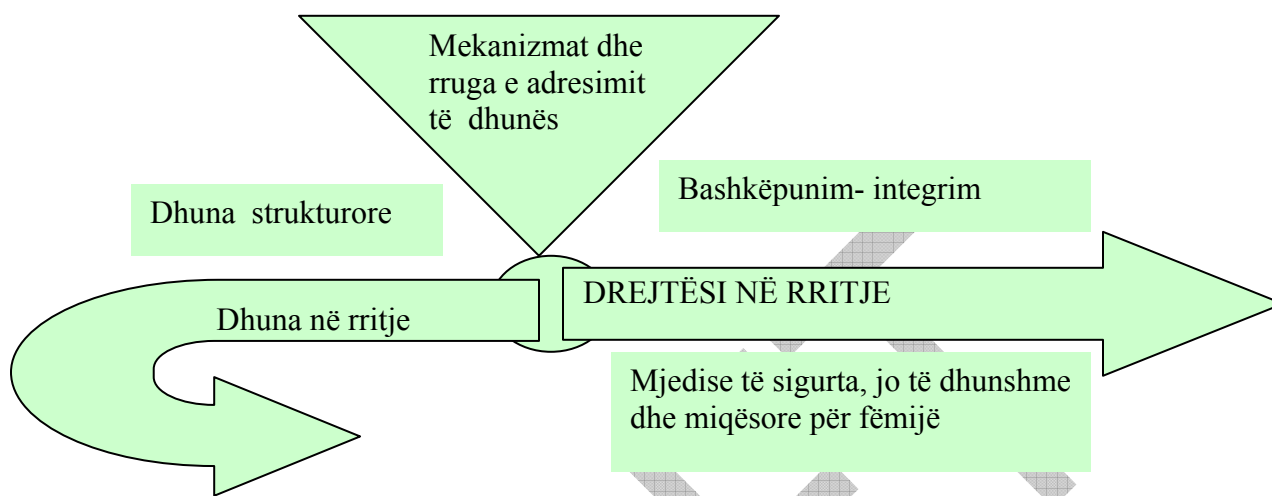 Mekanizmat dhe
rruga e adresimit
të dhunës
Dhuna strukturore
Bashkëpunim- integrim
Dhuna në rritje
DREJTËSI NË RRITJE
Mjedise të sigurta, jo të dhunshme
dhe miqësore për fëmijë